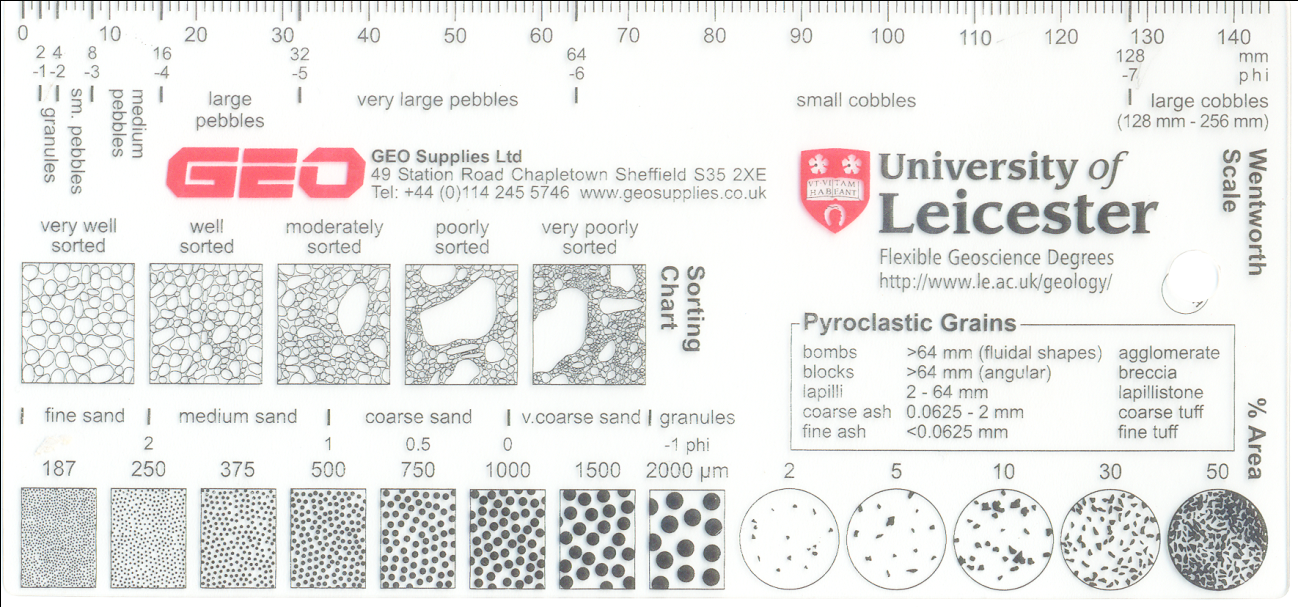 0 10 20 30 40 50 60 70 80 90 100 110 120 130 140
2 4 8 16 32 64 128 mm
-1 -2 -3 -4 -5 -6 -7 phi
granules
sm. pebbles
medium
pebbles
large
pebbles
very large pebbles
small cobbles
large cobbles
(128 mm - 256 mm)
GEO
GEO Supplies Ltd
49 Station Road Chapletown Sheffield S35 2XE
Tel: +44 (0)114 245 5746 www.geosupplies.co.uk
VT·VITAM
HABEANT
University of
Leicester
Flexible Geoscience Degrees
http://www.le.ac.uk/geology/
Wentworth
Scale
very well
sorted
well
sorted
moderately
sorted
poorly
sorted
very poorly
sorted
Sorting
Chart
Pyroclastic Grains
bombs >64 mm (fluidal shapes) agglomerate
blocks >64 mm (angular) breccia
lapilli 2 - 64 mm lapillistone
coarse ash 0.0625 - 2 mm coarse tuff
fine ash <0.0625 mm fine tuff
fine sand medium sand coarse sand v.coarse sand granules
2 1 0.5 0 -1 phi
187 250 375 500 750 1000 1500 2000 µm
% Area
2 5 10 30 50